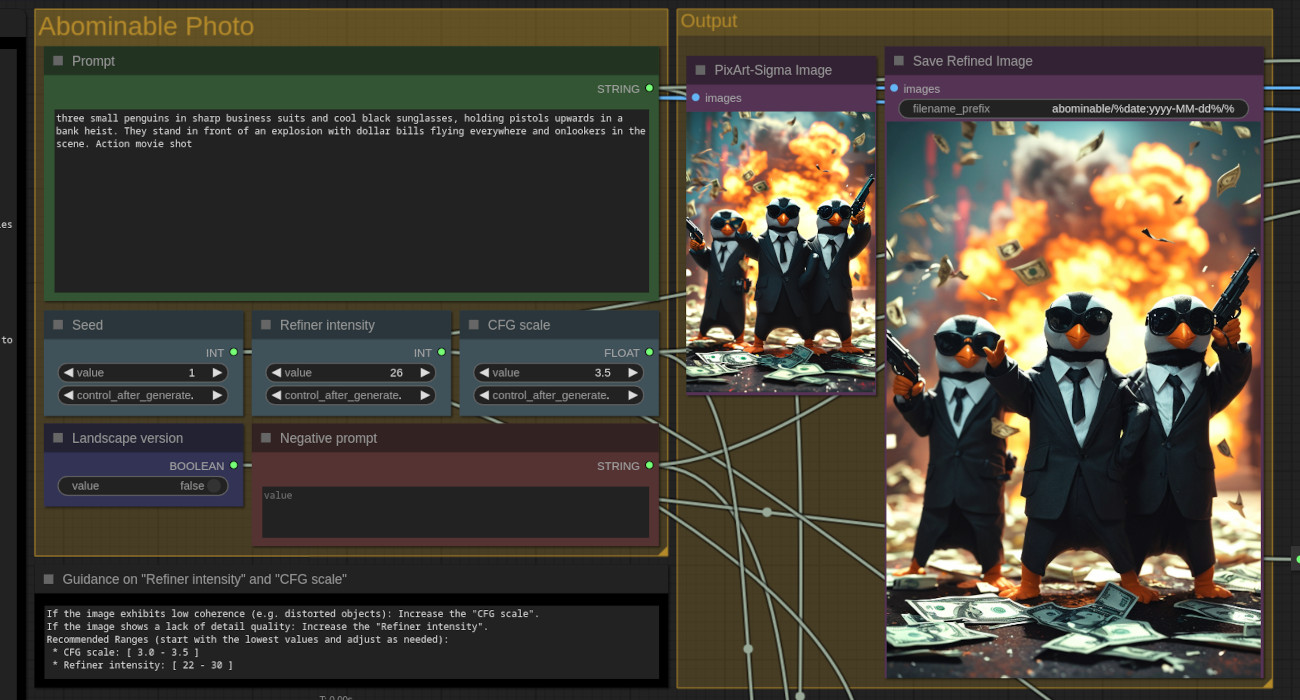 Abominable Photo
Prompt
STRING
three small penguins in sharp business suits and cool black sunglasses, holding pistols upwards in a
bank heist. They stand in front of an explosion with dollar bills flying everywhere and onlookers in the
scene. Action movie shot
Seed
INT
value 1
control_after_generate.
Refiner intensity
INT
value 26
control_after_generate.
CFG scale
FLOAT
value 3.5
control_after_generate.
Landscape version
BOOLEAN
value false
Negative prompt
STRING
value
Guidance on "Refiner intensity" and "CFG scale"
If the image exhibits low coherence (e.g. distorted objects): Increase the "CFG scale".
If the image shows a lack of detail quality: Increase the "Refiner intensity".
Recommended Ranges (start with the lowest values and adjust as needed):
* CFG scale: [ 3.0 - 3.5 ]
* Refiner intensity: [ 22 - 30 ]
to
Output
PixArt-Sigma Image
images
Save Refined Image
images
filename_prefix abominable/%date:yyyy-MM-dd%/%